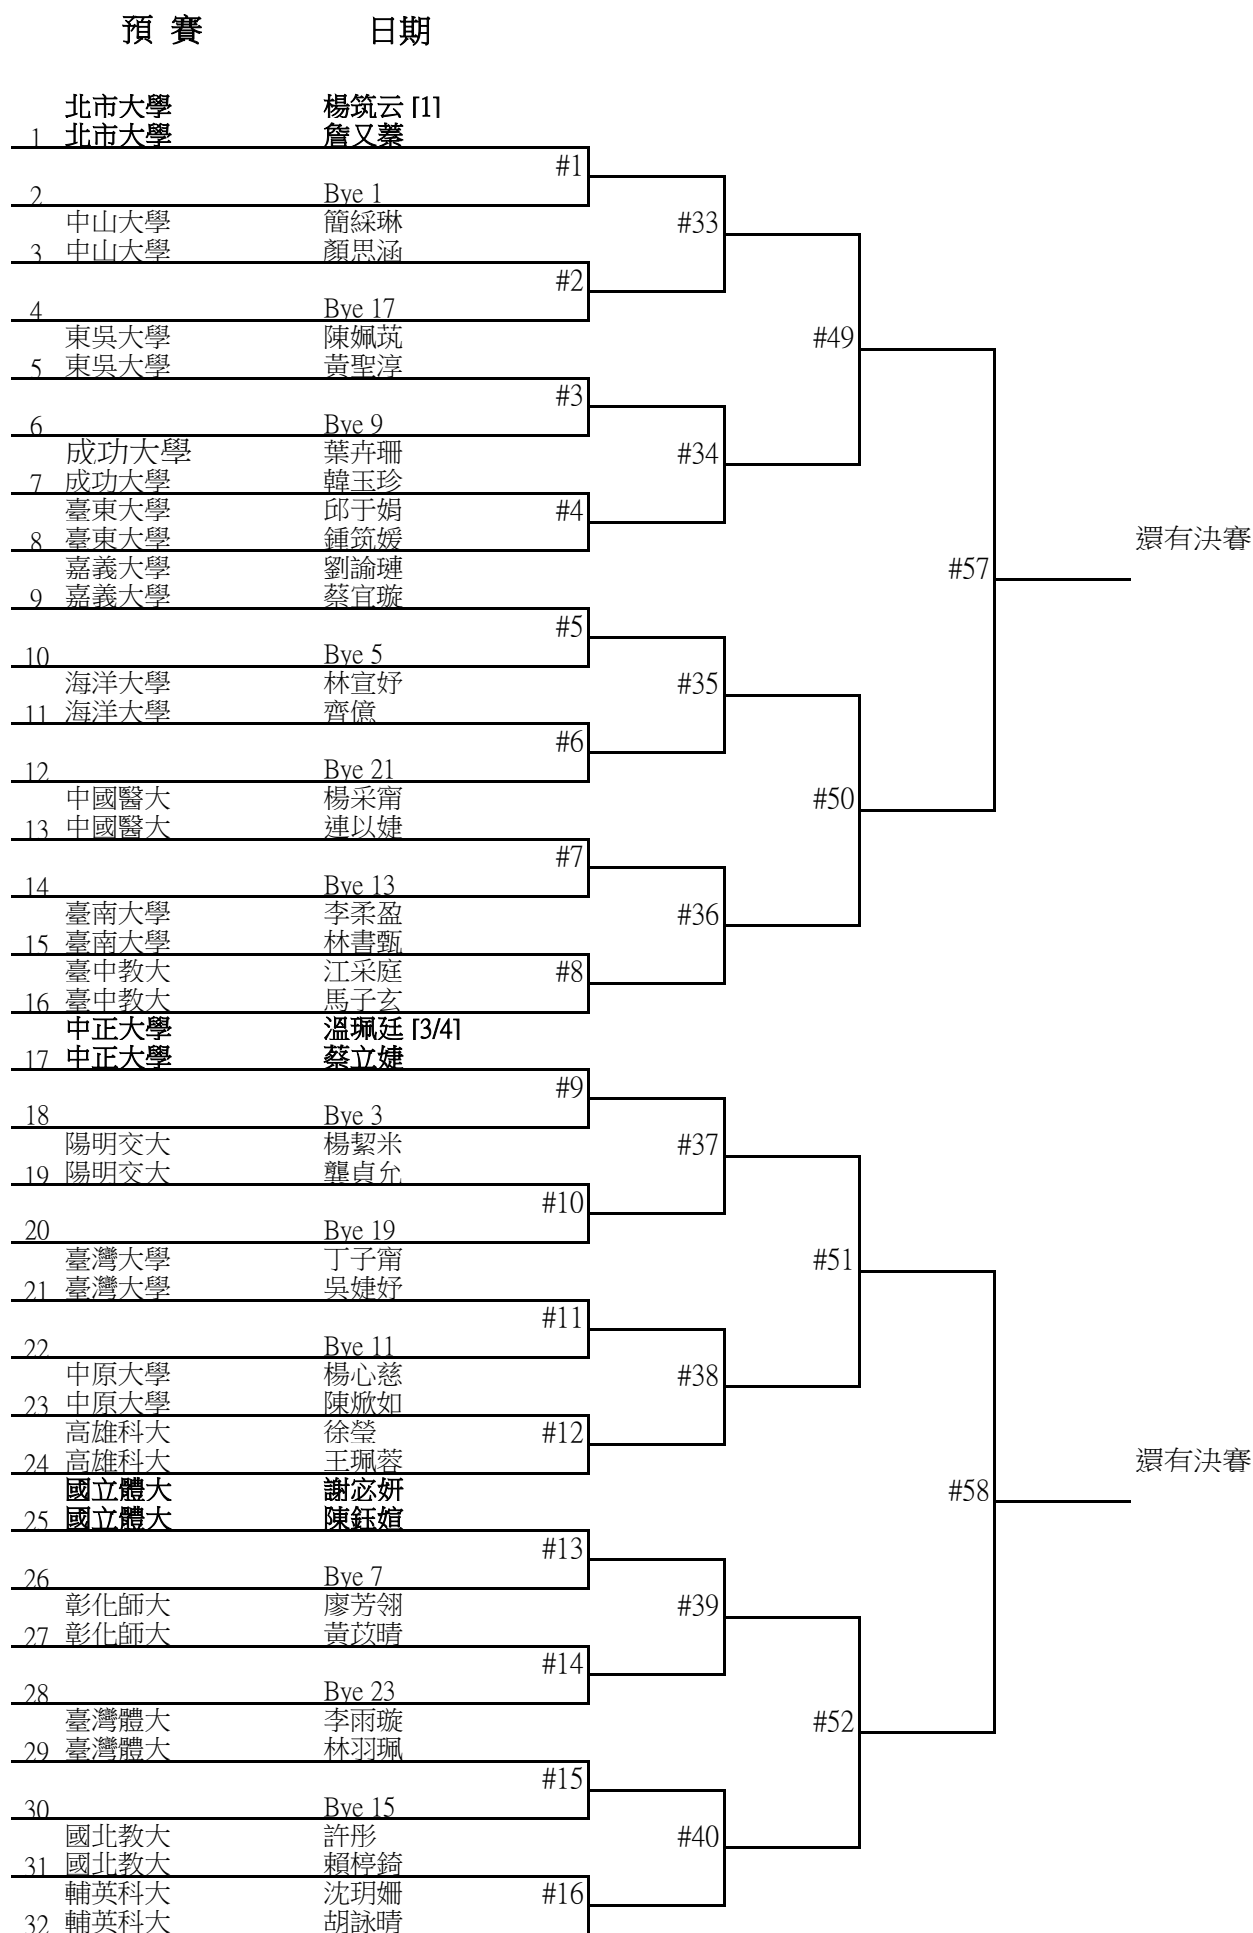 預 賽 日期
北市大學 楊筑云 [1]
1 北市大學 詹又蓁
#1
2 Bye 1
中山大學 簡綵琳 #33
3 中山大學 顏思涵
#2
4 Bye 17
東吳大學 陳姵茿 #49
5 東吳大學 黃聖淳
#3
6 Bye 9
成功大學 葉卉珊 #34
7 成功大學 韓玉珍
臺東大學 邱于娟 #4
8 臺東大學 鍾筑媛 還有決賽
嘉義大學 劉諭璉 #57
9 嘉義大學 蔡宜璇
#5
10 Bye 5
海洋大學 林宣妤 #35
11 海洋大學 齊億
#6
12 Bye 21
中國醫大 楊采甯 #50
13 中國醫大 連以婕
#7
14 Bye 13
臺南大學 李柔盈 #36
15 臺南大學 林書甄
臺中教大 江采庭 #8
16 臺中教大 馬子玄
中正大學 溫珮廷 [3/4]
17 中正大學 蔡立婕
#9
18 Bye 3
陽明交大 楊絜米 #37
19 陽明交大 龔貞允
#10
20 Bye 19
臺灣大學 丁子甯 #51
21 臺灣大學 吳婕妤
#11
22 Bye 11
中原大學 楊心慈 #38
23 中原大學 陳焮如
高雄科大 徐瑩 #12
24 高雄科大 王珮蓉 還有決賽
國立體大 謝宓妍 #58
25 國立體大 陳鈺媗
#13
26 Bye 7
彰化師大 廖芳翎 #39
27 彰化師大 黃苡晴
#14
28 Bye 23
臺灣體大 李雨璇 #52
29 臺灣體大 林羽珮
#15
30 Bye 15
國北教大 許彤 #40
31 國北教大 賴楟錡
輔英科大 沈玥姍 #16
32 輔英科大 胡詠晴